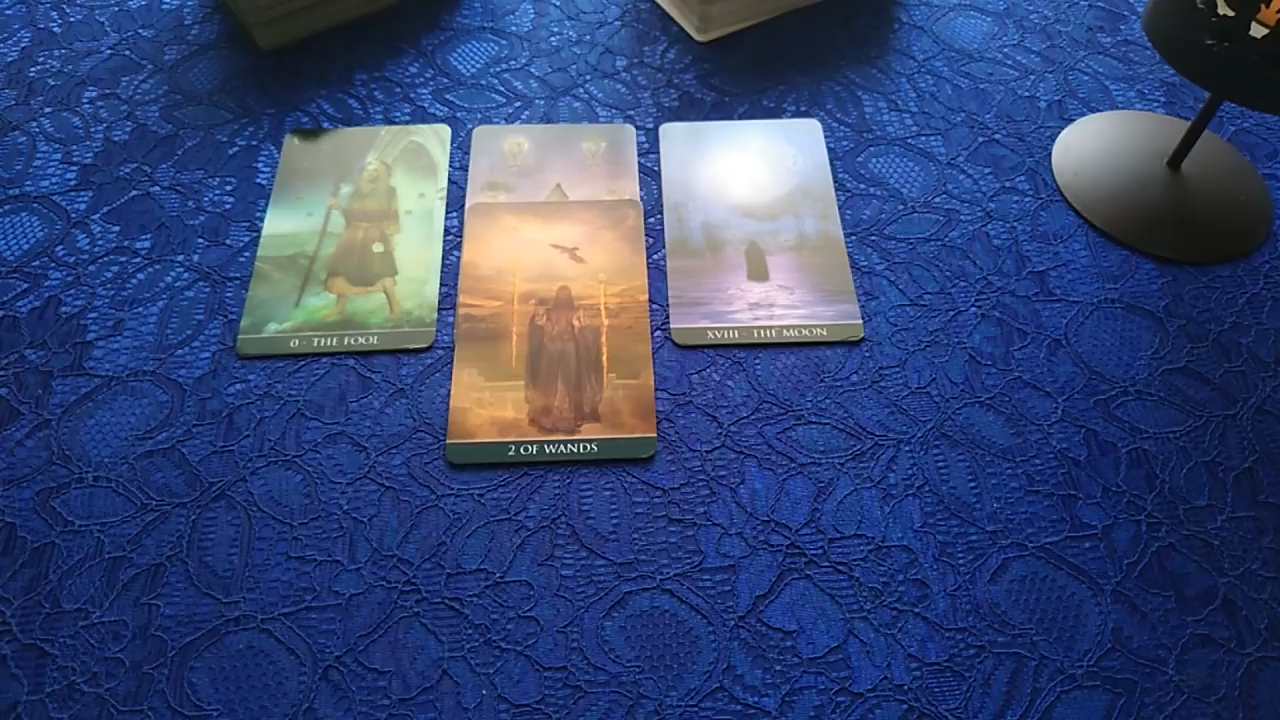 0 - THE FOOL
XVIII - THE MOON
2 OF WANDS